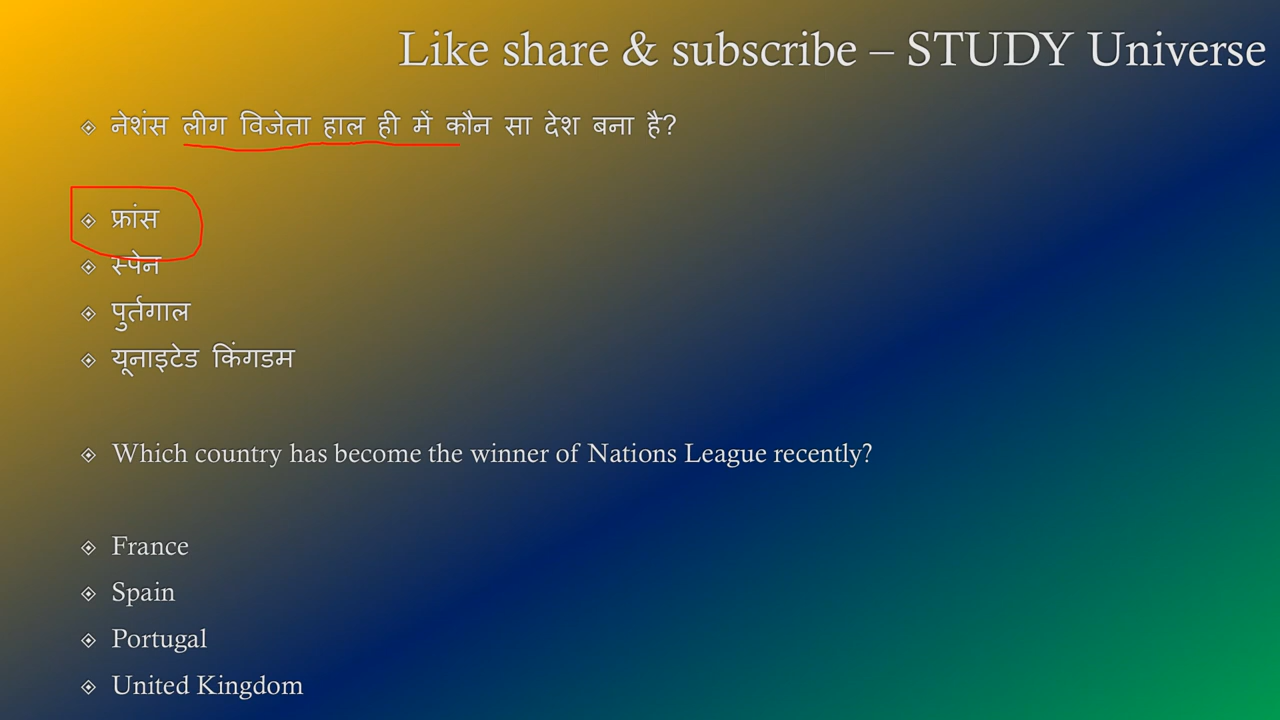 Like share & subscribe – STUDY Universe
नेशंस लीग विजेता हाल ही में कौन सा देश बना है?
फ्रांस
स्पेन
पुर्तगाल
यूनाइटेड किंगडम
Which country has become the winner of Nations League recently?
France
Spain
Portugal
United Kingdom